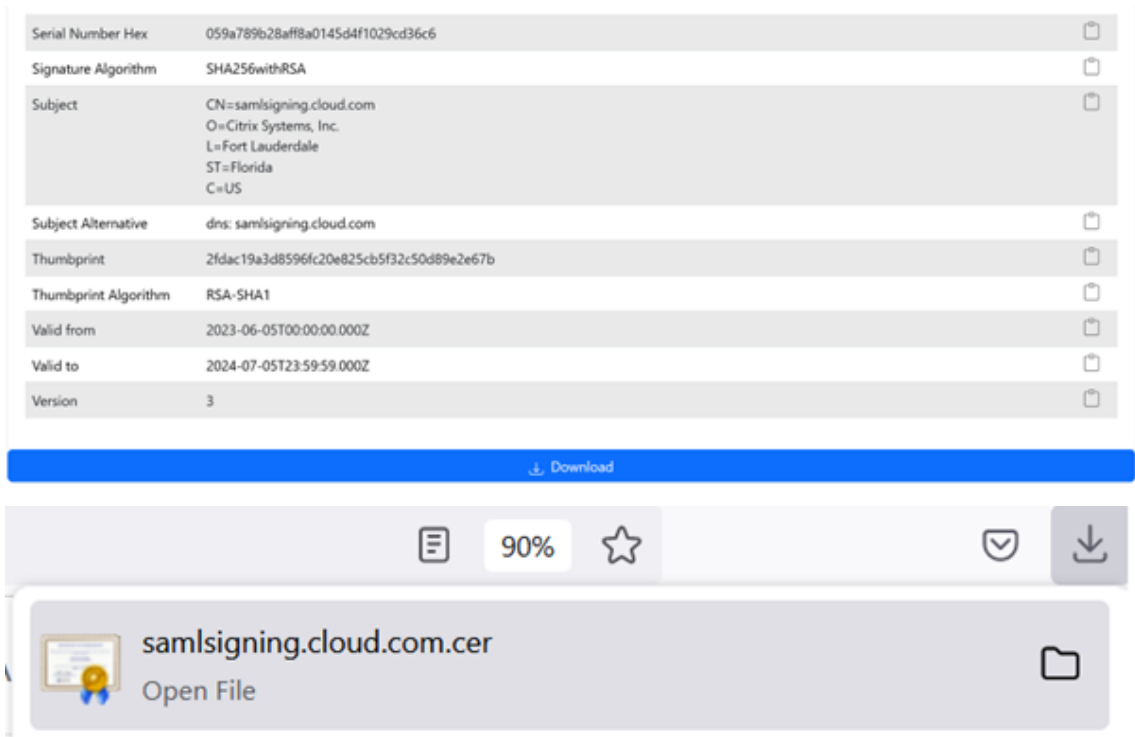 Serial Number Hex 059a789b28aff8a0145d4f1029cd36c6
Signature Algorithm SHA256withRSA
Subject CN=samlsigning.cloud.com
O=Citrix Systems, Inc.
L=Fort Lauderdale
ST=Florida
C=US
Subject Alternative dns: samlsigning.cloud.com
Thumbprint 2fdac19a3d8596fc20e825cb5f32c50d89e2e67b
Thumbprint Algorithm RSA-SHA1
Valid from 2023-06-05T00:00:00.000Z
Valid to 2024-07-05T23:59:59.000Z
Version 3
Download
90%
samlsigning.cloud.com.cer
Open File